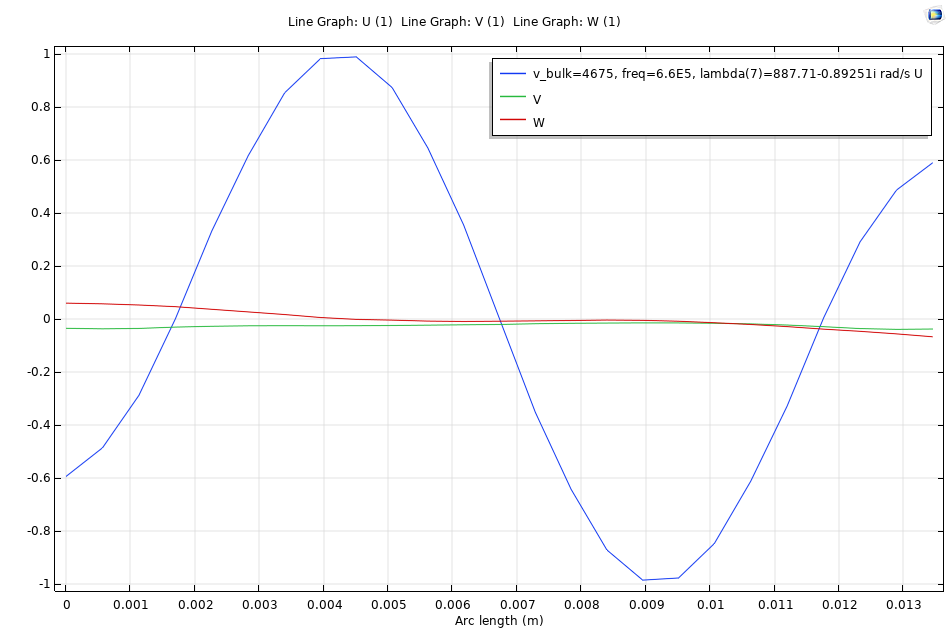 Line Graph: U (1)  Line Graph: V (1)  Line Graph: W (1)
v_bulk=4675, freq=6.6E5, lambda(7)=887.71-0.89251i rad/s U
V
W
1
0.8
0.6
0.4
0.2
0
-0.2
-0.4
-0.6
-0.8
-1
0 0.001 0.002 0.003 0.004 0.005 0.006 0.007 0.008 0.009 0.01 0.011 0.012 0.013
Arc length (m)